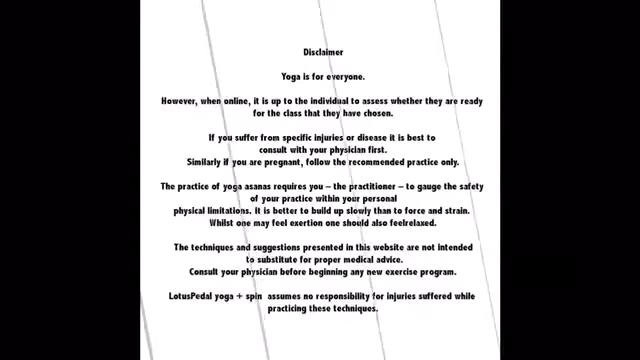 Disclaimer
Yoga is for everyone.
However, when online, it is up to the individual to assess whether they are ready
for the class that they have chosen.
If you suffer from specific injuries or disease it is best to
consult with your physician first.
Similarly if you are pregnant, follow the recommended practice only.
The practice of yoga asanas requires you – the practitioner – to gauge the safety
of your practice within your personal
physical limitations. It is better to build up slowly than to force and strain.
Whilst one may feel exertion one should also feelrelaxed.
The techniques and suggestions presented in this website are not intended
to substitute for proper medical advice.
Consult your physician before beginning any new exercise program.
LotusPedal yoga + spin  assumes no responsibility for injuries suffered while
practicing these techniques.